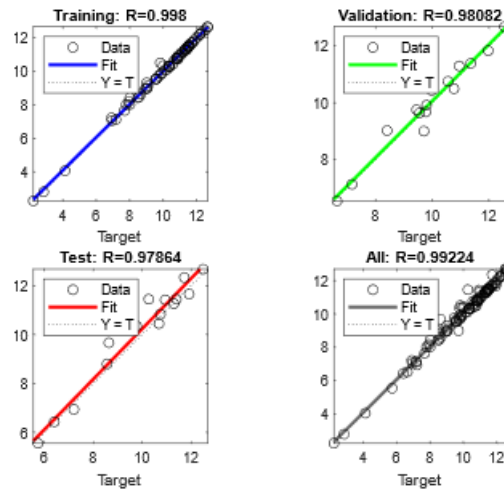 Training: R=0.998
Data
Fit
Y = T
12
10
8
6
4
4 6 8 10 12
Target
Validation: R=0.98082
Data
Fit
Y = T
12
10
8
8 10 12
Target
Test: R=0.97864
Data
Fit
Y = T
12
10
8
6
6 8 10 12
Target
All: R=0.99224
Data
Fit
Y = T
12
10
8
6
4
4 6 8 10 12
Target